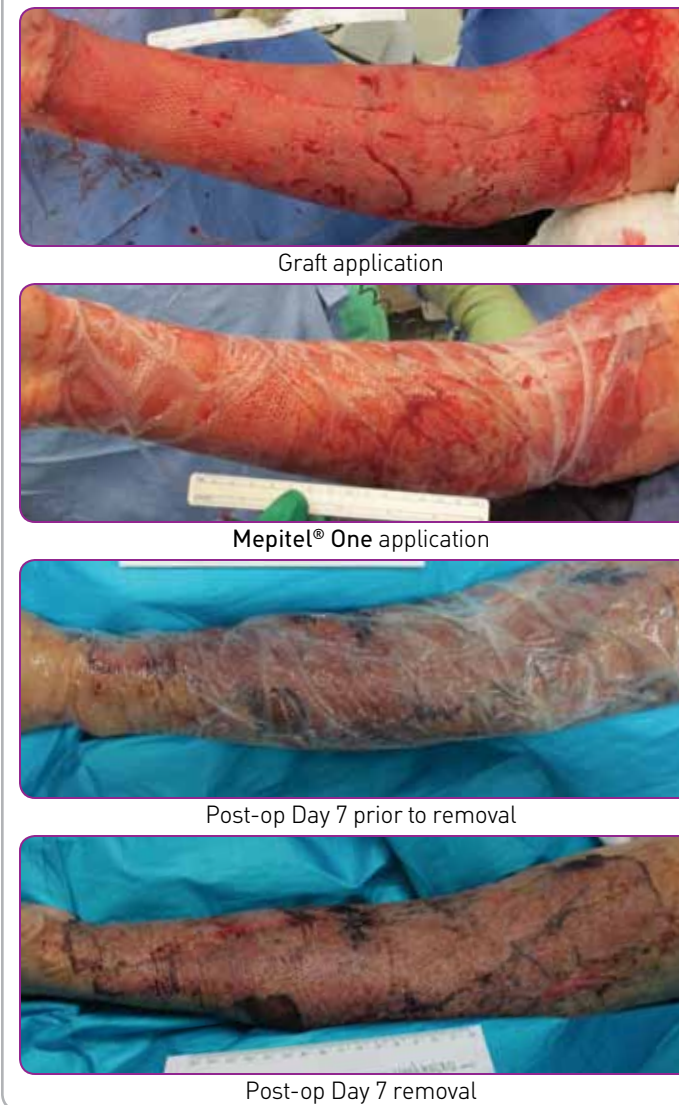 Graft application
Mepitel® One application
Post-op Day 7 prior to removal
Post-op Day 7 removal